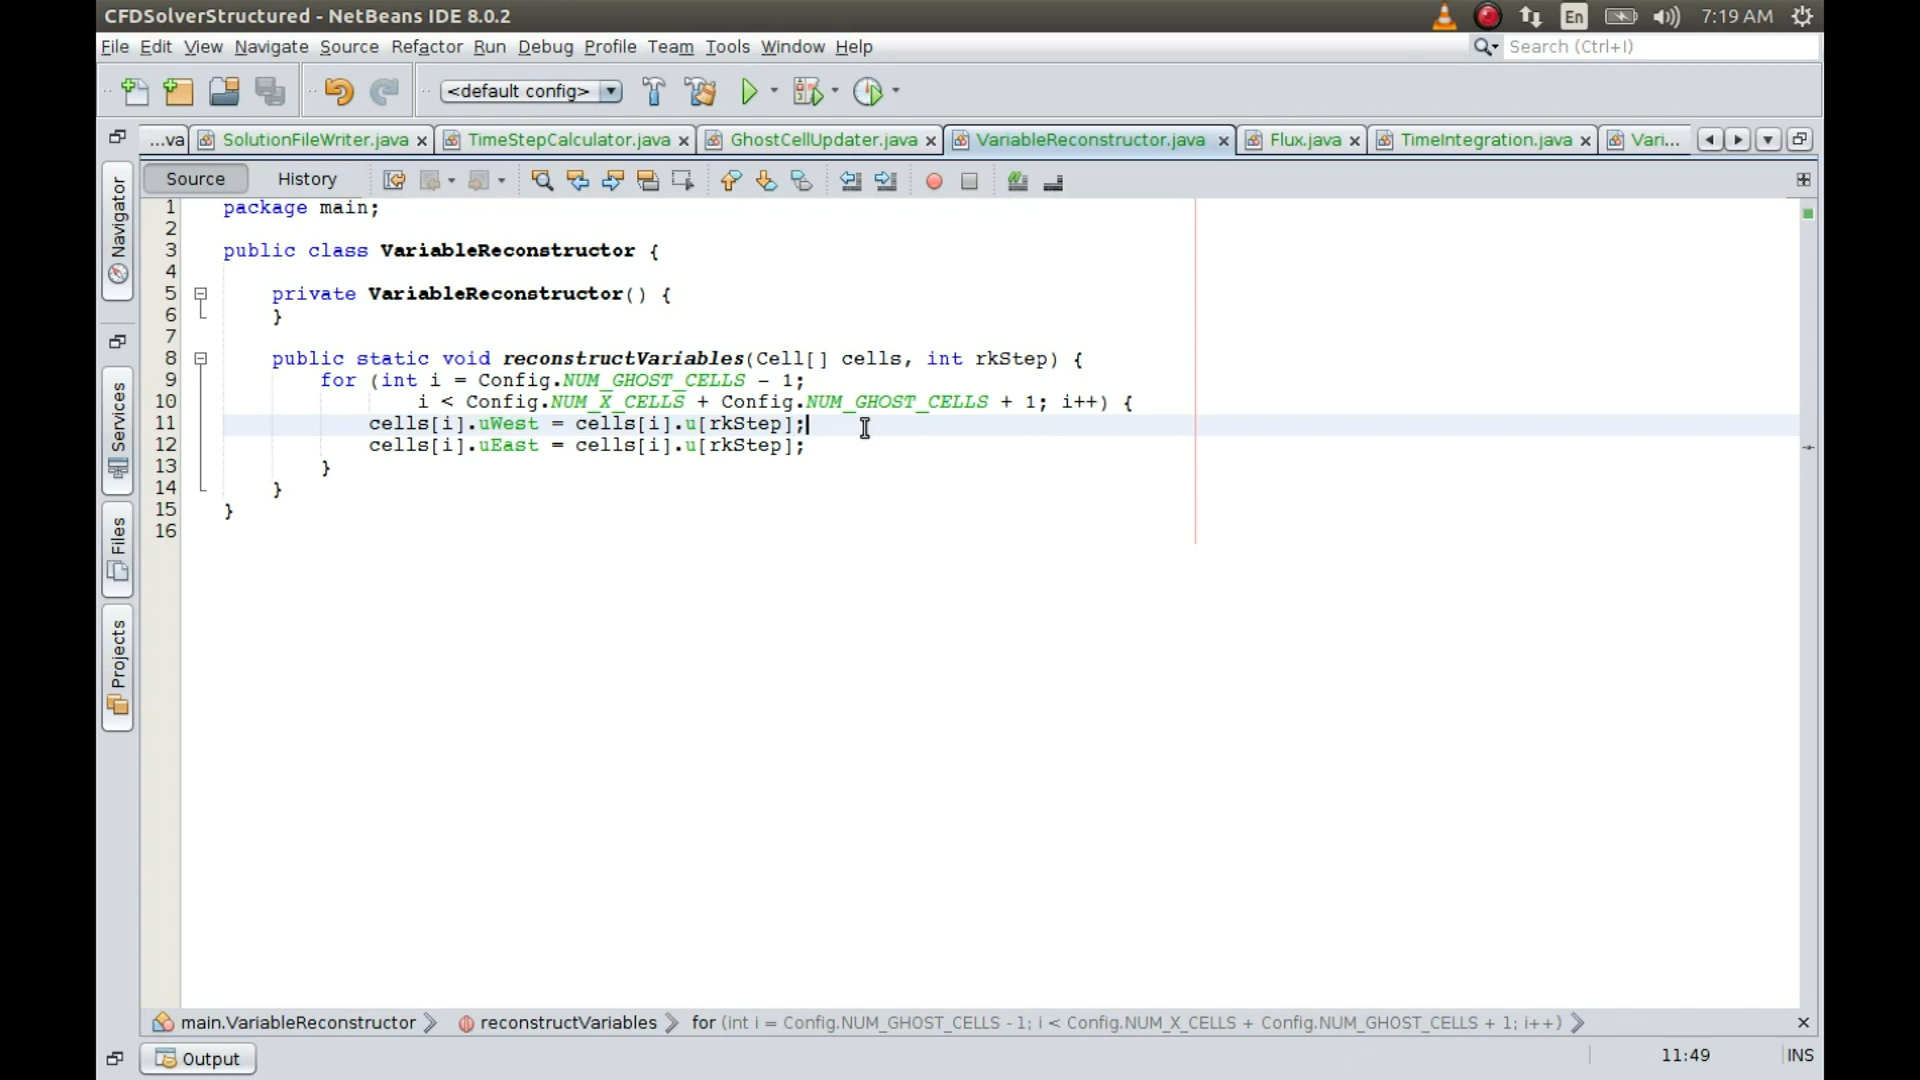 CFDSolverStructured - NetBeans IDE 8.0.2
En
7:19 AM
File Edit View Navigate Source Refactor Run Debug Profile Team Tools Window Help
Search (Ctrl+I)
<default config>
...va SolutionFileWriter.java TimeStepCalculator.java GhostCellUpdater.java VariableReconstructor.java Flux.java TimeIntegration.java Vari...
Source History
Navigator
Services
Files
Projects
1 package main;
2
3 public class VariableReconstructor {
4
5 private VariableReconstructor() {
6 }
7
8 public static void reconstructVariables(Cell[] cells, int rkStep) {
9 for (int i = Config.NUM_GHOST_CELLS - 1;
10 i < Config.NUM_X_CELLS + Config.NUM_GHOST_CELLS + 1; i++) {
11 cells[i].uWest = cells[i].u[rkStep];
12 cells[i].uEast = cells[i].u[rkStep];
13 }
14 }
15 }
16
main.VariableReconstructor reconstructVariables for (int i = Config.NUM_GHOST_CELLS - 1; i < Config.NUM_X_CELLS + Config.NUM_GHOST_CELLS + 1; i++)
Output
11:49 INS